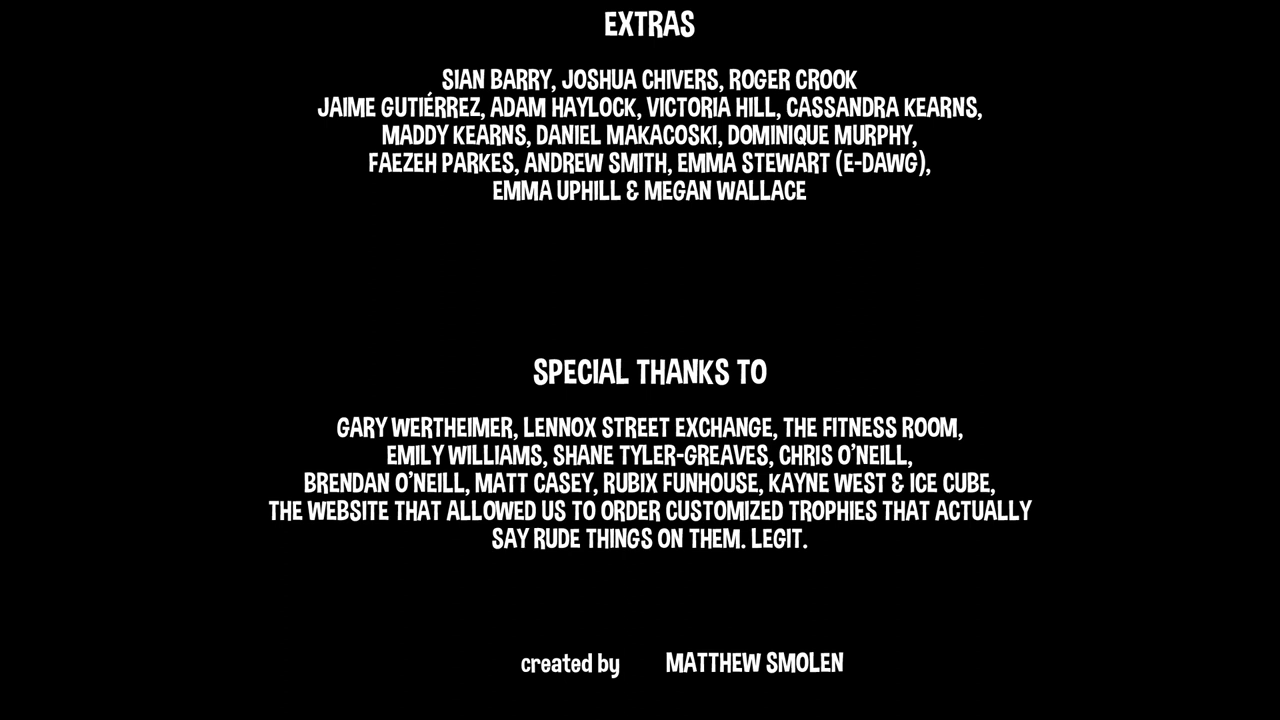 EXTRAS
SIAN BARRY, JOSHUA CHIVERS, ROGER CROOK
JAIME GUTIÉRREZ, ADAM HAYLOCK, VICTORIA HILL, CASSANDRA KEARNS,
MADDY KEARNS, DANIEL MAKACOSKI, DOMINIQUE MURPHY,
FAEZEH PARKES, ANDREW SMITH, EMMA STEWART (E-DAWG),
EMMA UPHILL & MEGAN WALLACE
SPECIAL THANKS TO
GARY WERTHEIMER, LENNOX STREET EXCHANGE, THE FITNESS ROOM,
EMILY WILLIAMS, SHANE TYLER-GREAVES, CHRIS O'NEILL,
BRENDAN O'NEILL, MATT CASEY, RUBIX FUNHOUSE, KAYNE WEST & ICE CUBE,
THE WEBSITE THAT ALLOWED US TO ORDER CUSTOMIZED TROPHIES THAT ACTUALLY
SAY RUDE THINGS ON THEM. LEGIT.
created by MATTHEW SMOLEN